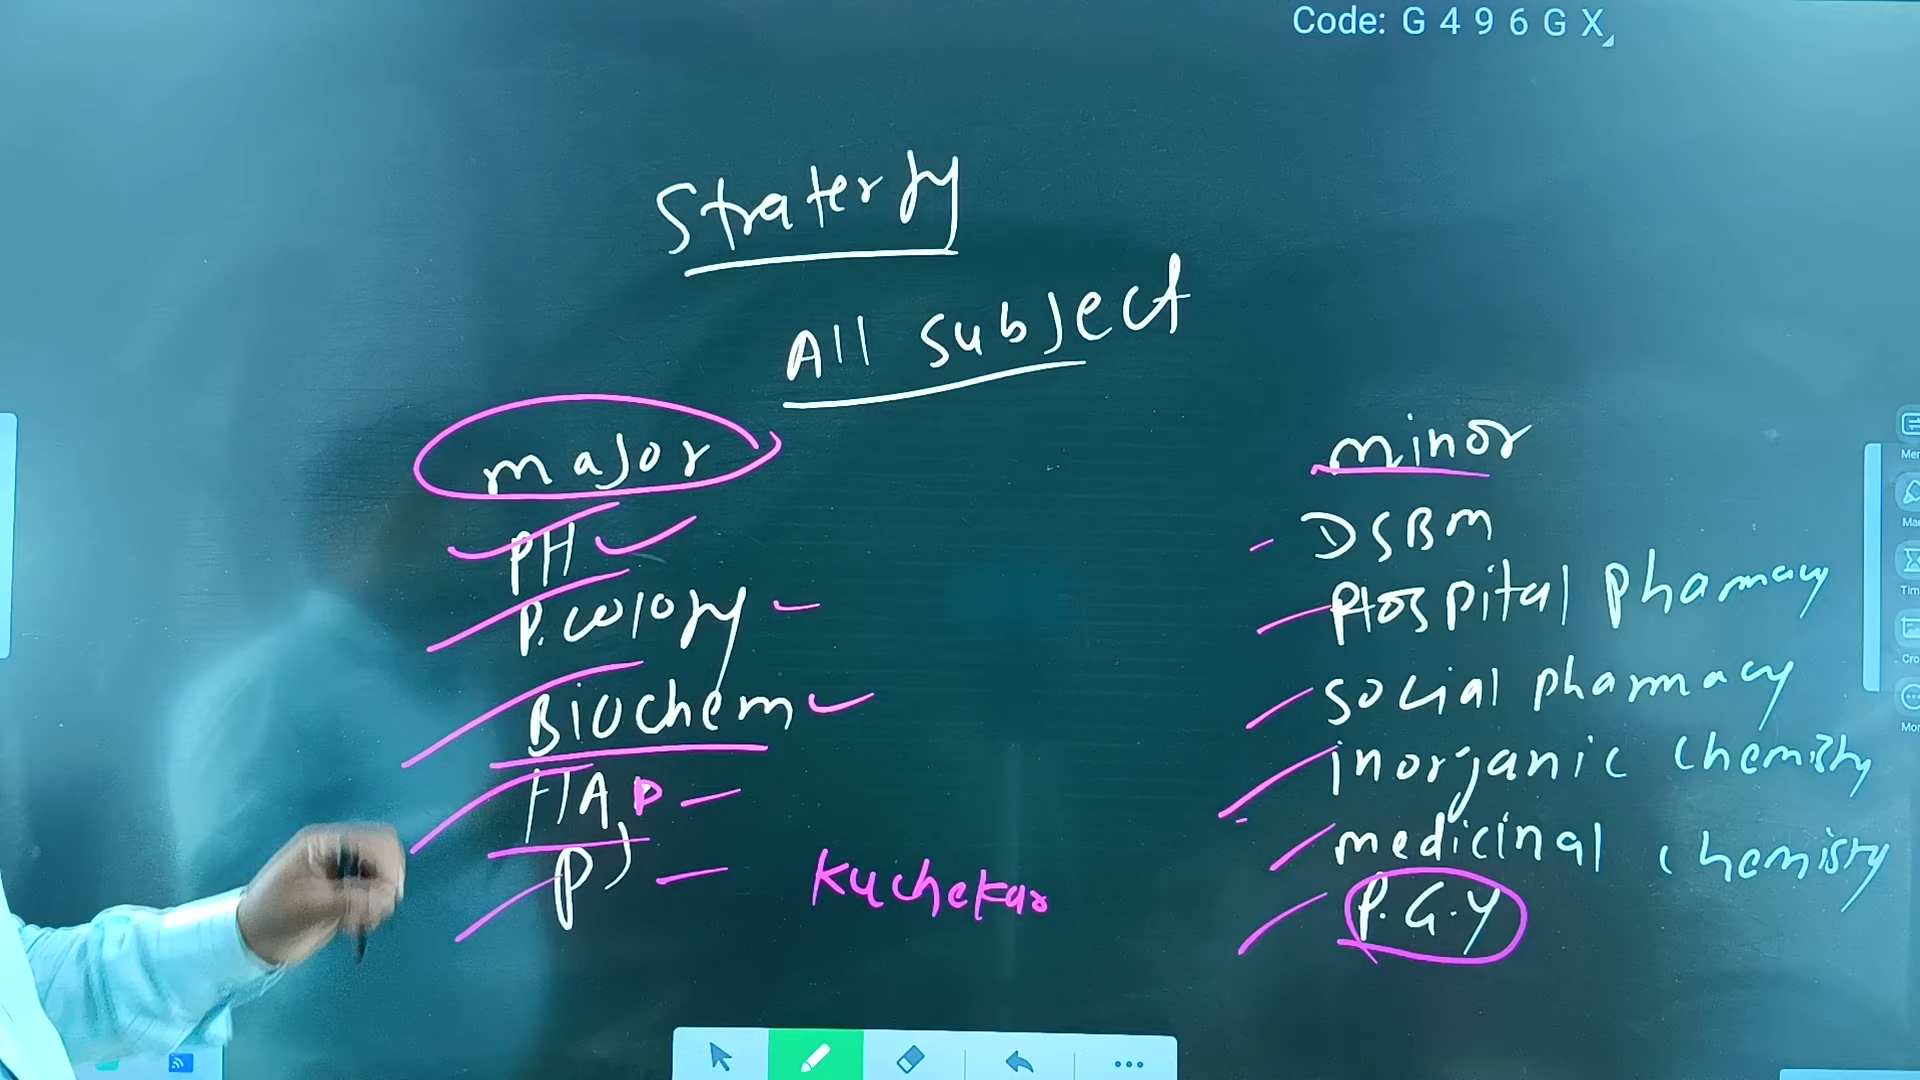 Code: G 4 9 6 G X
Straterjy
All subject
major
PH
P.cology
Biochem
HAP
PJ
Kuchekar
minor
DSBM
Hospital pharmacy
social pharmacy
inorganic chemistry
medicinal chemistry
P.G.Y